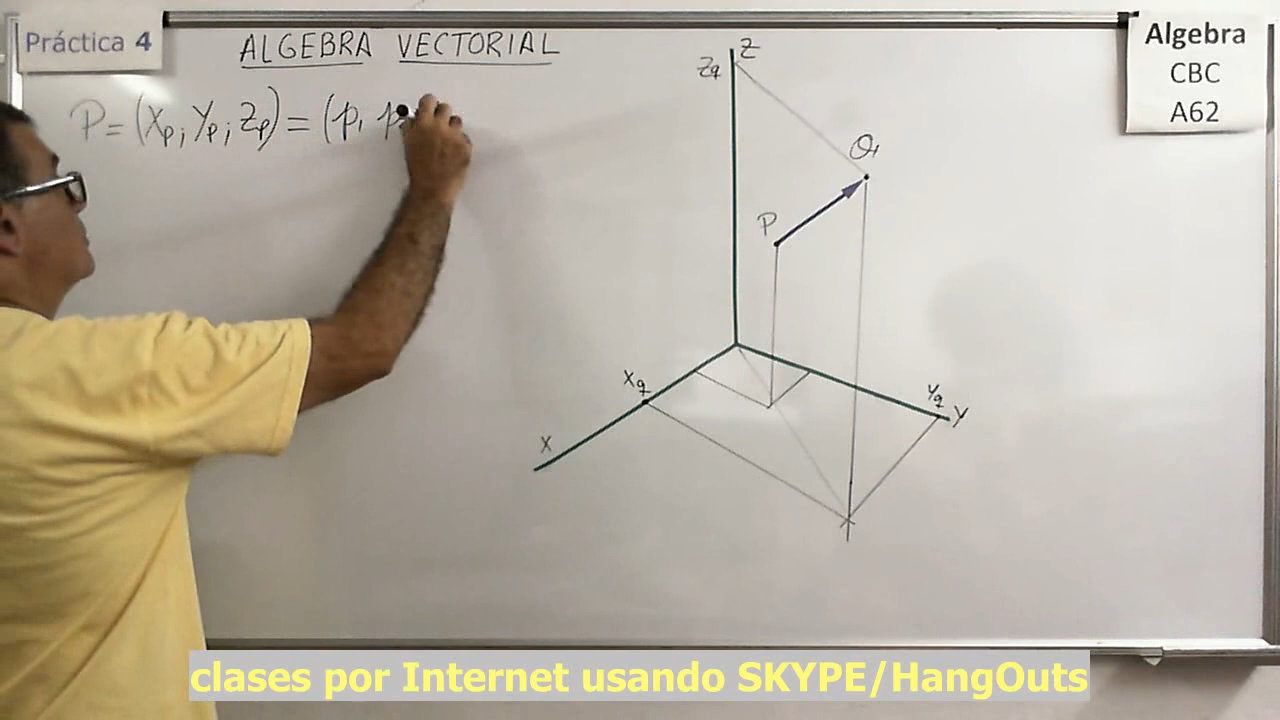 Práctica 4
ALGEBRA VECTORIAL
Algebra
CBC
A62
P = (Xp; Yp; Zp) = (p₁ p
Z
Zq
Q
P
Xq
X
Yq
Y
clases por Internet usando SKYPE/HangOuts